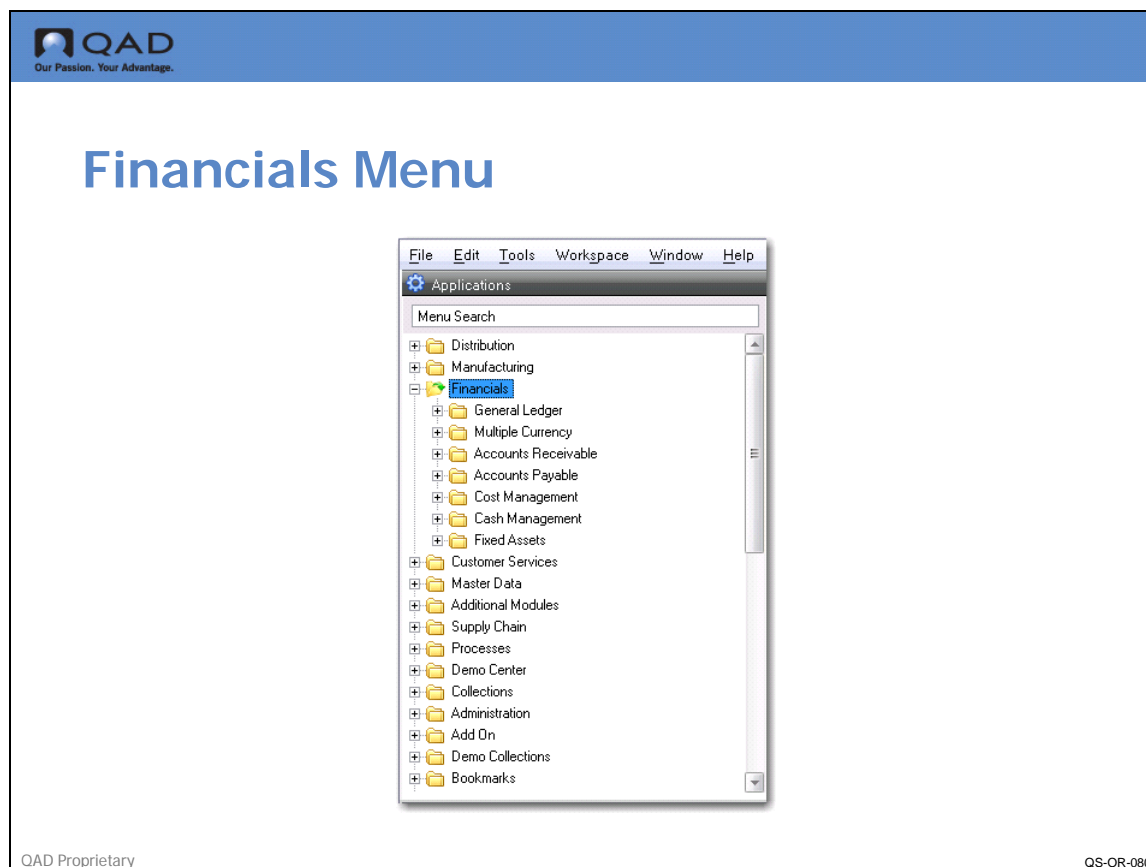 QAD
Our Passion. Your Advantage.
Financials Menu
File Edit Tools Workspace Window Help
Applications
Menu Search
Distribution
Manufacturing
Financials
General Ledger
Multiple Currency
Accounts Receivable
Accounts Payable
Cost Management
Cash Management
Fixed Assets
Customer Services
Master Data
Additional Modules
Supply Chain
Processes
Demo Center
Collections
Administration
Add On
Demo Collections
Bookmarks
QAD Proprietary